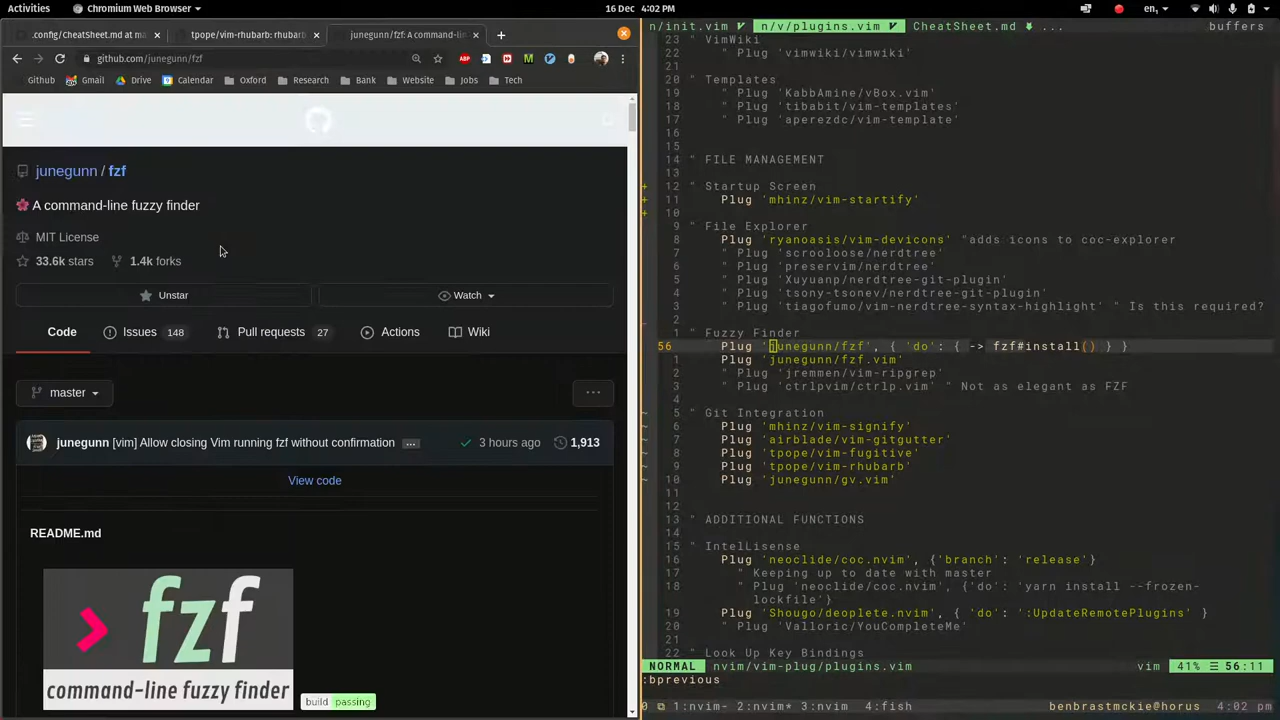 Activities
Chromium Web Browser
16 Dec 4:02 PM
en1
.config/CheatSheet.md at ma
tpope/vim-rhubarb: rhubarb
junegunn/fzf: A command-lin
github.com/junegunn/fzf
ABP
M
Github Gmail Drive Calendar Oxford Research Bank Website Jobs Tech
junegunn / fzf
A command-line fuzzy finder
MIT License
33.6k stars 1.4k forks
Unstar Watch
Code Issues 148 Pull requests 27 Actions Wiki
master
...
junegunn [vim] Allow closing Vim running fzf without confirmation ... 3 hours ago 1,913
View code
README.md
> fzf
command-line fuzzy finder
build passing
n/init.vim n/v/plugins.vim CheatSheet.md ... buffers
23 " VimWiki
22 " Plug 'vimwiki/vimwiki'
21
20 " Templates
19 " Plug 'KabbAmine/vBox.vim'
18 " Plug 'tibabit/vim-templates'
17 " Plug 'aperezdc/vim-template'
16
15
14 " FILE MANAGEMENT
13
12 " Startup Screen
11 Plug 'mhinz/vim-startify'
10
9 " File Explorer
8 Plug 'ryanoasis/vim-devicons' "adds icons to coc-explorer
7 " Plug 'scrooloose/nerdtree'
6 " Plug 'preservim/nerdtree'
5 " Plug 'Xuyuanp/nerdtree-git-plugin'
4 " Plug 'tsony-tsonev/nerdtree-git-plugin'
3 " Plug 'tiagofumo/vim-nerdtree-syntax-highlight' " Is this required?
2
1 " Fuzzy Finder
56 Plug 'junegunn/fzf', { 'do': { -> fzf#install() } }
1 Plug 'junegunn/fzf.vim'
2 " Plug 'jremmen/vim-ripgrep'
3 " Plug 'ctrlpvim/ctrlp.vim' " Not as elegant as FZF
4
5 " Git Integration
6 Plug 'mhinz/vim-signify'
7 Plug 'airblade/vim-gitgutter'
8 Plug 'tpope/vim-fugitive'
9 Plug 'tpope/vim-rhubarb'
10 Plug 'junegunn/gv.vim'
11
12
13 " ADDITIONAL FUNCTIONS
14
15 " IntelLisense
16 Plug 'neoclide/coc.nvim', {'branch': 'release'}
17 " Keeping up to date with master
18 " Plug 'neoclide/coc.nvim', {'do': 'yarn install --frozen-
lockfile'}
19 Plug 'Shougo/deoplete.nvim', { 'do': ':UpdateRemotePlugins' }
20 " Plug 'Valloric/YouCompleteMe'
21
22 " Look Up Key Bindings
NORMAL nvim/vim-plug/plugins.vim vim 41% ☰ 56:11
:bprevious
0 1:nvim- 2:nvim* 3:nvim 4:fish benbrastmckie@horus 4:02 pm